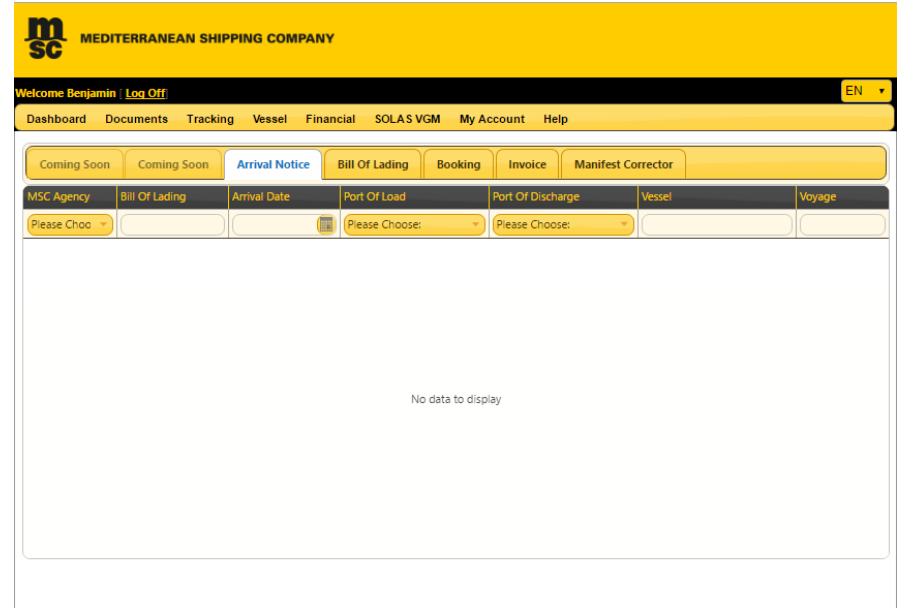 msc MEDITERRANEAN SHIPPING COMPANY
Welcome Benjamin [ Log Off] EN
Dashboard Documents Tracking Vessel Financial SOLAS VGM My Account Help
Coming Soon Coming Soon Arrival Notice Bill Of Lading Booking Invoice Manifest Corrector
MSC Agency Bill Of Lading Arrival Date Port Of Load Port Of Discharge Vessel Voyage
Please Choo Please Choose: Please Choose:
No data to display